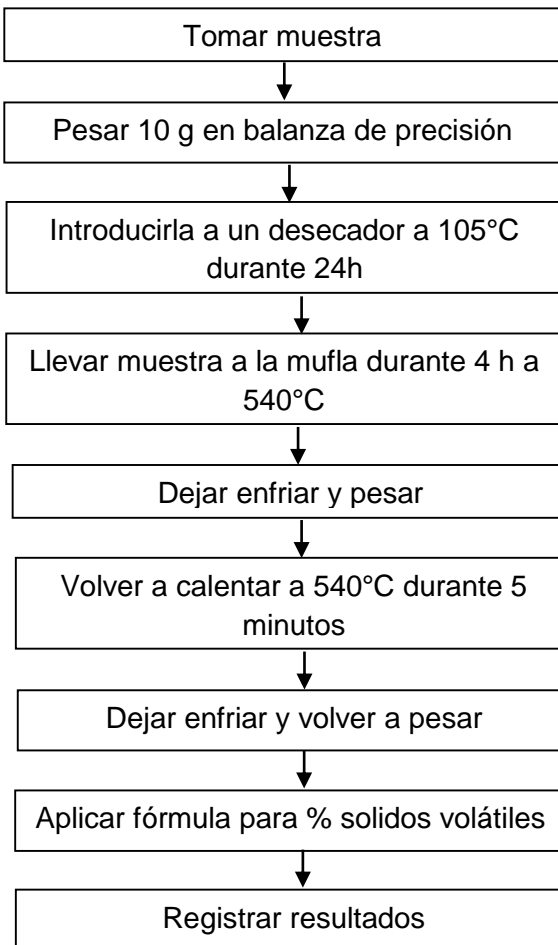 Tomar muestra
Pesar 10 g en balanza de precisión
Introducirla a un desecador a 105°C
durante 24h
Llevar muestra a la mufla durante 4 h a
540°C
Dejar enfriar y pesar
Volver a calentar a 540°C durante 5
minutos
Dejar enfriar y volver a pesar
Aplicar fórmula para % solidos volátiles
Registrar resultados